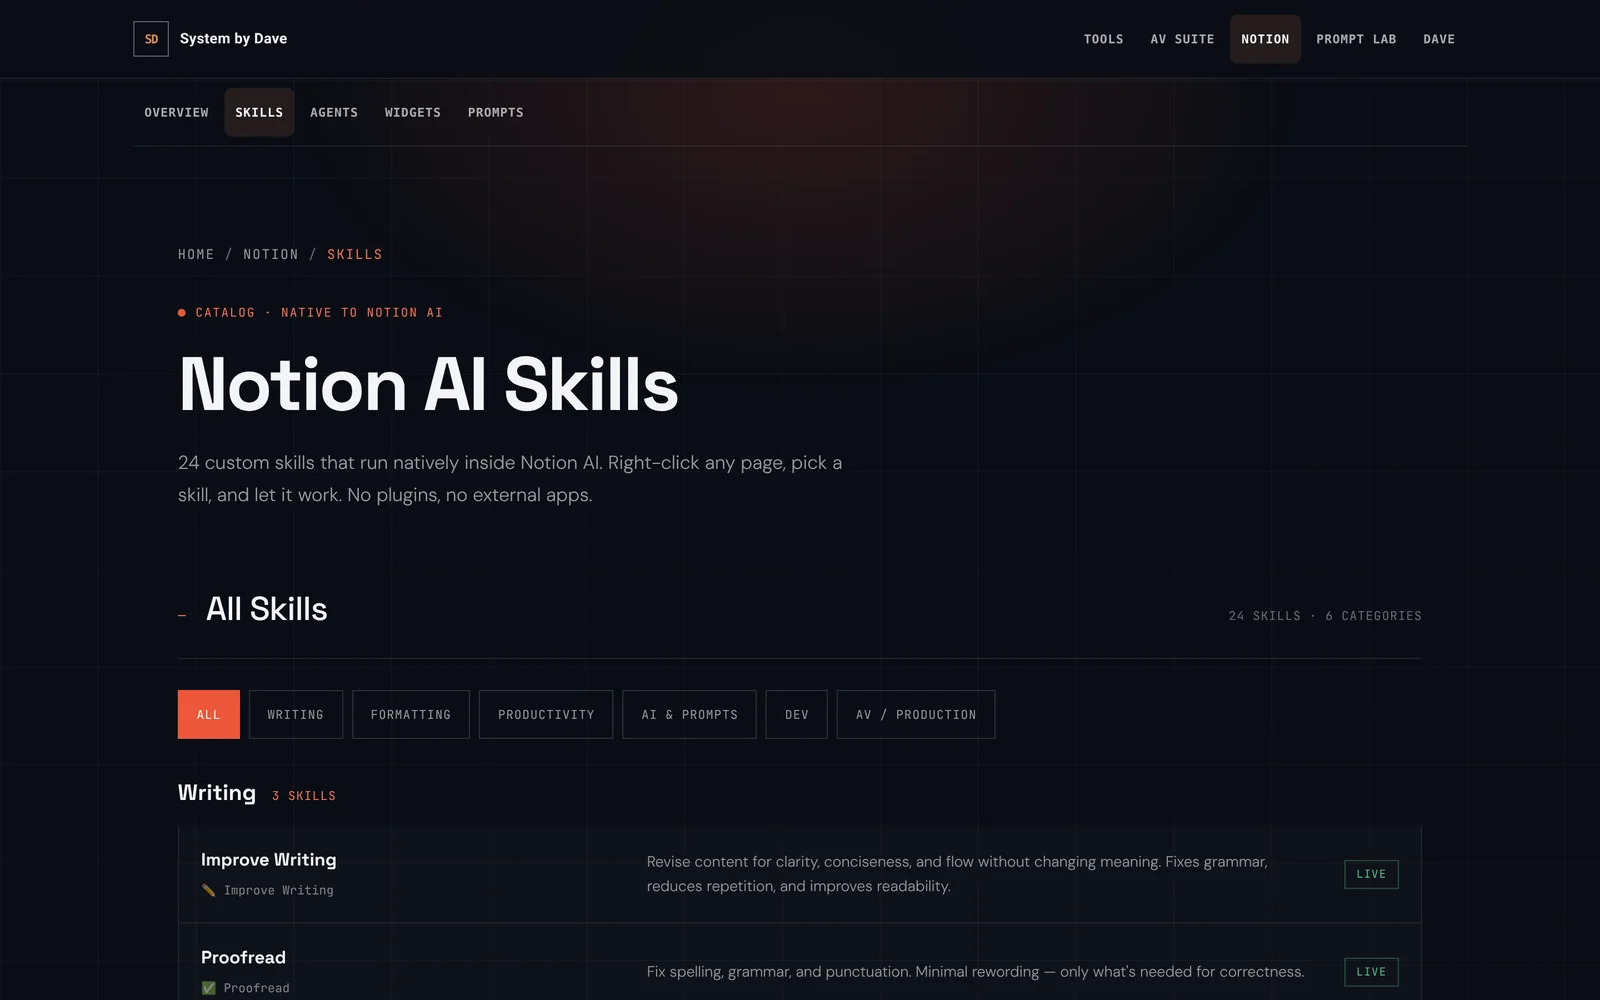 SD System by Dave
TOOLS AV SUITE NOTION PROMPT LAB DAVE
OVERVIEW SKILLS AGENTS WIDGETS PROMPTS
HOME / NOTION / SKILLS
CATALOG · NATIVE TO NOTION AI
Notion AI Skills
24 custom skills that run natively inside Notion AI. Right-click any page, pick a
skill, and let it work. No plugins, no external apps.
— All Skills
24 SKILLS · 6 CATEGORIES
ALL WRITING FORMATTING PRODUCTIVITY AI & PROMPTS DEV AV / PRODUCTION
Writing 3 SKILLS
Improve Writing
✏️ Improve Writing
Revise content for clarity, conciseness, and flow without changing meaning. Fixes grammar,
reduces repetition, and improves readability.
LIVE
Proofread
✅ Proofread
Fix spelling, grammar, and punctuation. Minimal rewording — only what's needed for correctness.
LIVE